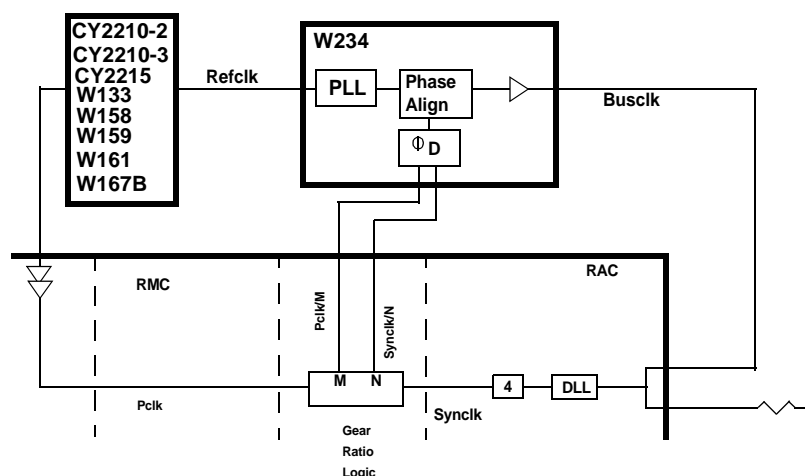 CY2210-2
CY2210-3
CY2215
W133
W158
W159
W161
W167B
Refclk
W234
PLL
Phase
Align
Φ D
Busclk
RMC
RAC
Pclk/M
Synclk/N
M N
4
DLL
Pclk
Synclk
Gear
Ratio
Logic